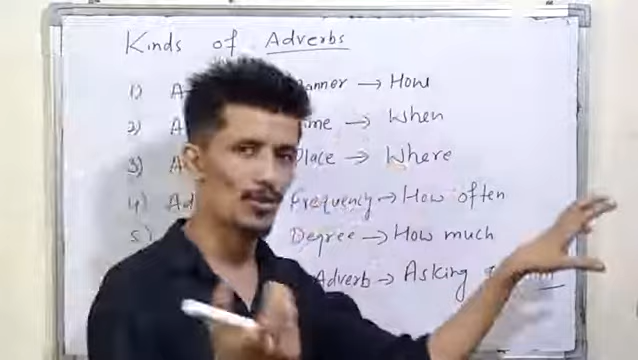 Kinds of Adverbs
1) Manner → How
2) Time → When
3) Place → Where
4) Ad Frequency → How often
5) Degree → How much
Adverb → Asking